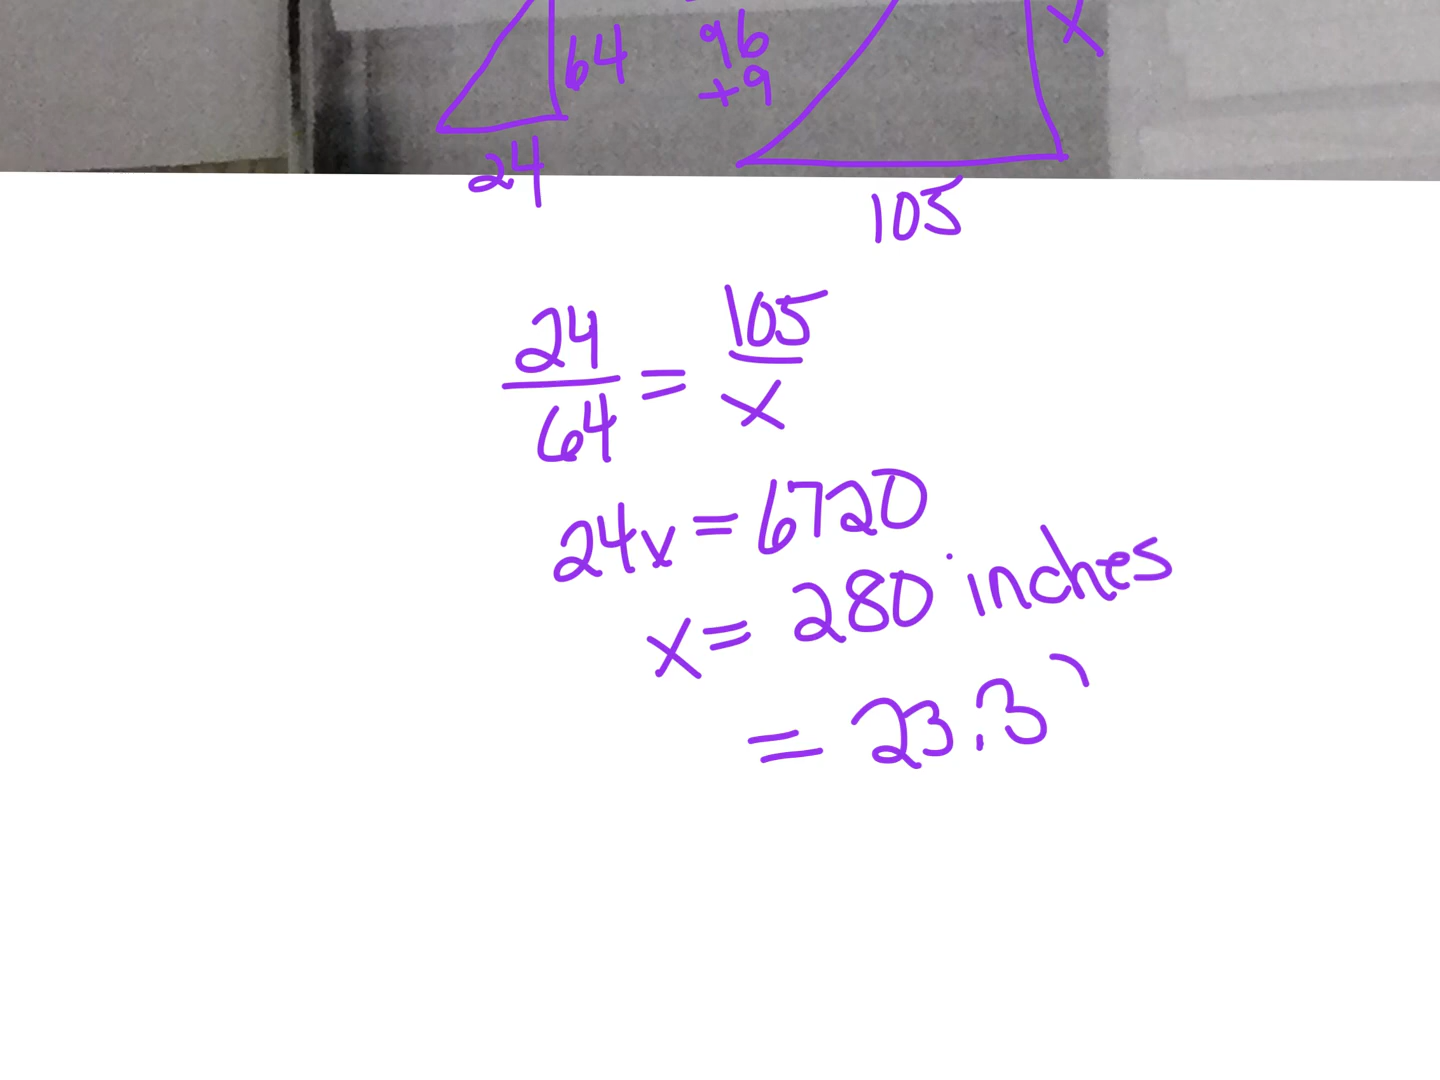 64
96
+9
x
24
105
24/64 = 105/x
24x = 6720
x = 280 inches
= 23.3'